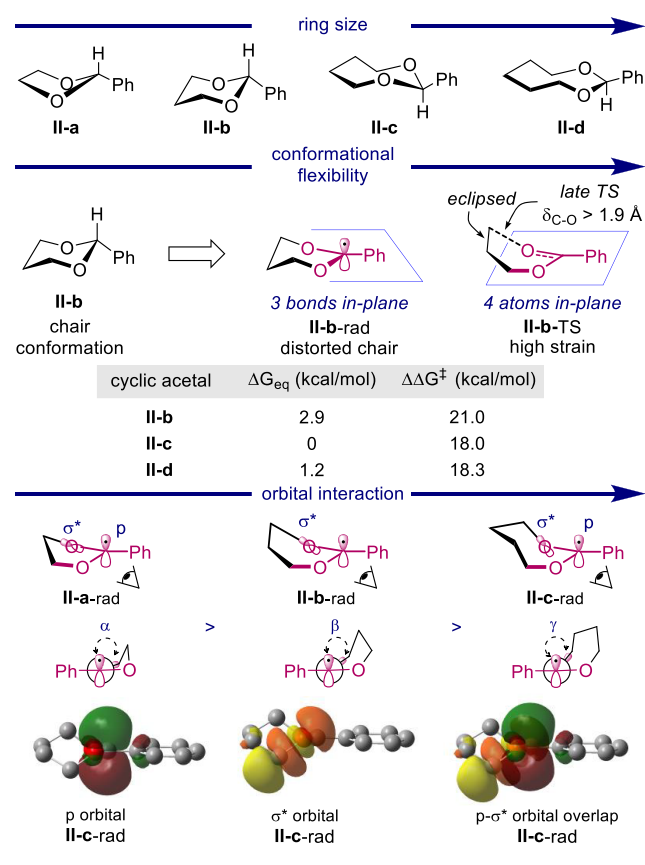 ring size
H
O
O
Ph
II-a
H
O
O
Ph
II-b
O
O
Ph
H
II-c
O
O
Ph
H
II-d
conformational
flexibility
H
O
O
Ph
II-b
chair
conformation
O
O
Ph
3 bonds in-plane
II-b-rad
distorted chair
eclipsed
late TS
δC-O > 1.9 Å
O
O
Ph
4 atoms in-plane
II-b-TS
high strain
cyclic acetal ΔGeq (kcal/mol) ΔΔG‡ (kcal/mol)
II-b 2.9 21.0
II-c 0 18.0
II-d 1.2 18.3
orbital interaction
σ* p
O
O
Ph
II-a-rad
σ*
O
O
Ph
II-b-rad
σ* p
O
O
Ph
II-c-rad
α > β > γ
Ph O
Ph O
Ph O
p orbital
II-c-rad
σ* orbital
II-c-rad
p-σ* orbital overlap
II-c-rad